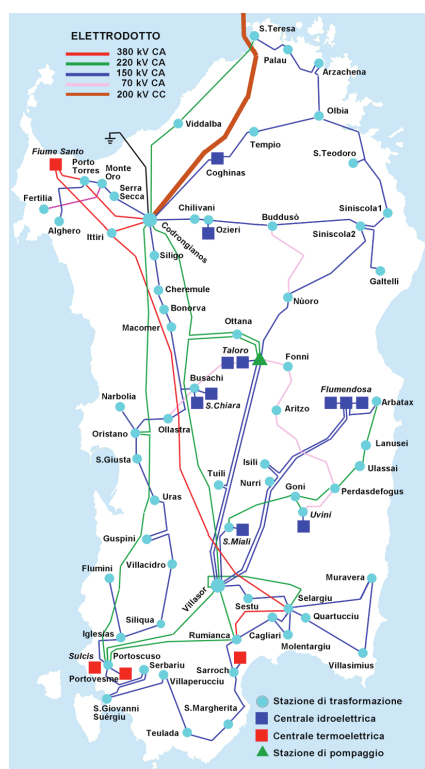 ELETTRODOTTO
380 kV CA
220 kV CA
150 kV CA
70 kV CA
200 kV CC
S.Teresa
Palau
Arzachena
Viddalba
Olbia
Tempio
Fiume Santo
Porto
Torres
Monte
Oro
Coghinas
S.Teodoro
Serra
Secca
Fertilia
Alghero
Ittiri
Codrongianos
Chilivani
Ozieri
Buddusò
Siniscola1
Siniscola2
Siligo
Galtelli
Cheremule
Nùoro
Bonorva
Macomer
Ottana
Taloro
Fonni
Busachi
S.Chiara
Flumendosa
Narbolia
Arbatax
Ollastra
Aritzo
Oristano
Lanusei
S.Giusta
Isili
Ulassai
Tuili
Nurri
Goni
Perdasdefogus
Uras
Uvini
Guspini
S.Miali
Flumini
Villacidro
Villasor
Muravera
Sestu
Selargiu
Siliqua
Quartucciu
Iglesias
Rumianca
Cagliari
Molentargiu
Sulcis
Portoscuso
Portovesme
Serbariu
Villaperucciu
Sarroch
Villasimius
S.Giovanni
Suérgiu
S.Margherita
Teulada
Stazione di trasformazione
Centrale idroelettrica
Centrale termoelettrica
Stazione di pompaggio